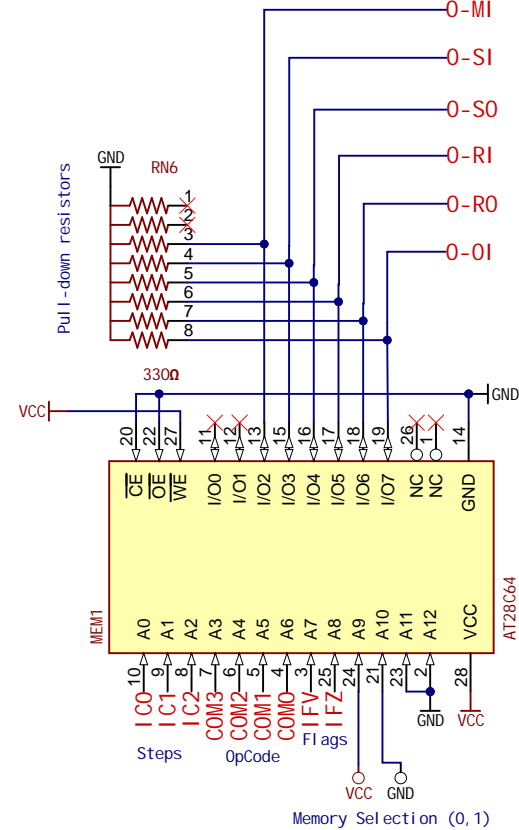 O-MI
O-SI
O-SO
O-RI
O-RO
O-OI
GND
RN6
Pull-down resistors
1
2
3
4
5
6
7
8
330Ω
VCC
GND
20
22
27
11
12
13
15
16
17
18
19
26
1
14
CE
OE
WE
I/O0
I/O1
I/O2
I/O3
I/O4
I/O5
I/O6
I/O7
NC
NC
GND
MEM1
AT28C64
A0
A1
A2
A3
A4
A5
A6
A7
A8
A9
A10
A11
A12
VCC
10
9
8
7
6
5
4
3
25
24
21
23
2
28
IC0
IC1
IC2
COM3
COM2
COM1
COM0
IFV
IFZ
GND
VCC
Steps
OpCode
Flags
VCC
GND
Memory Selection (0,1)